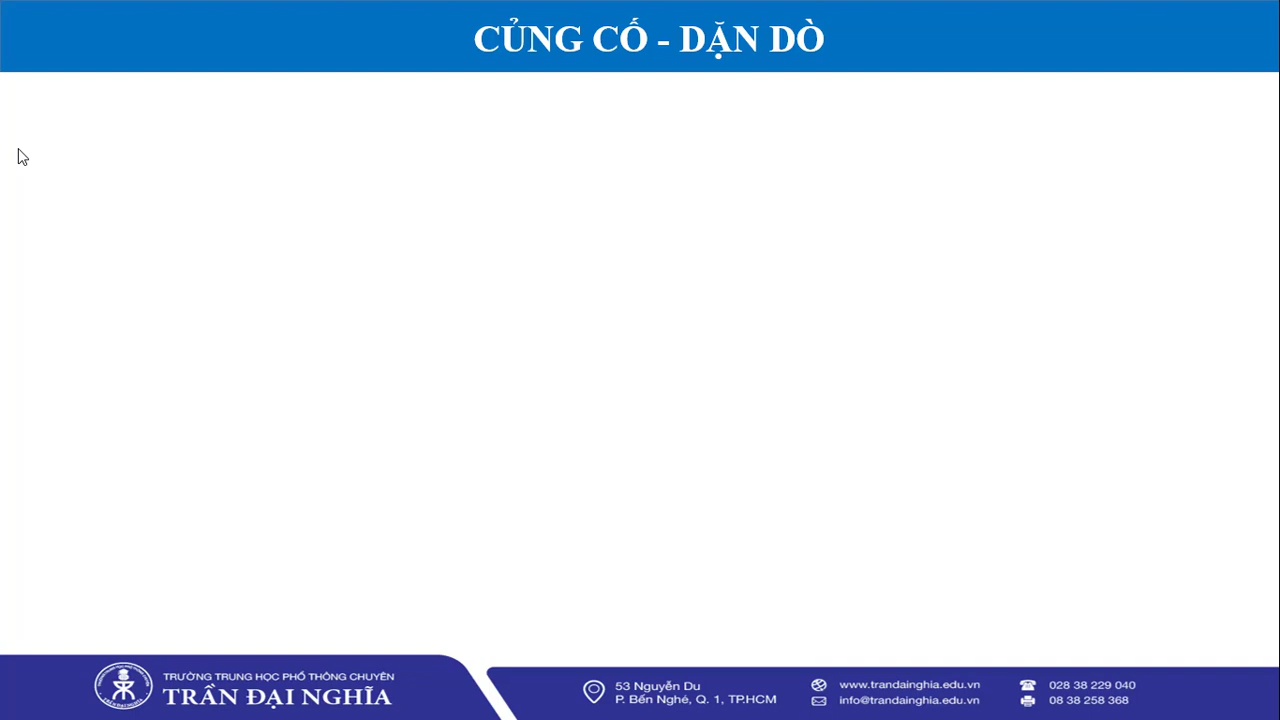 CỦNG CỐ - DẶN DÒ
TRƯỜNG TRUNG HỌC PHỔ THÔNG CHUYÊN
TRẦN ĐẠI NGHĨA
53 Nguyễn Du
P. Bến Nghé, Q. 1, TP.HCM
www.trandainghia.edu.vn
info@trandainghia.edu.vn
028 38 229 040
08 38 258 368